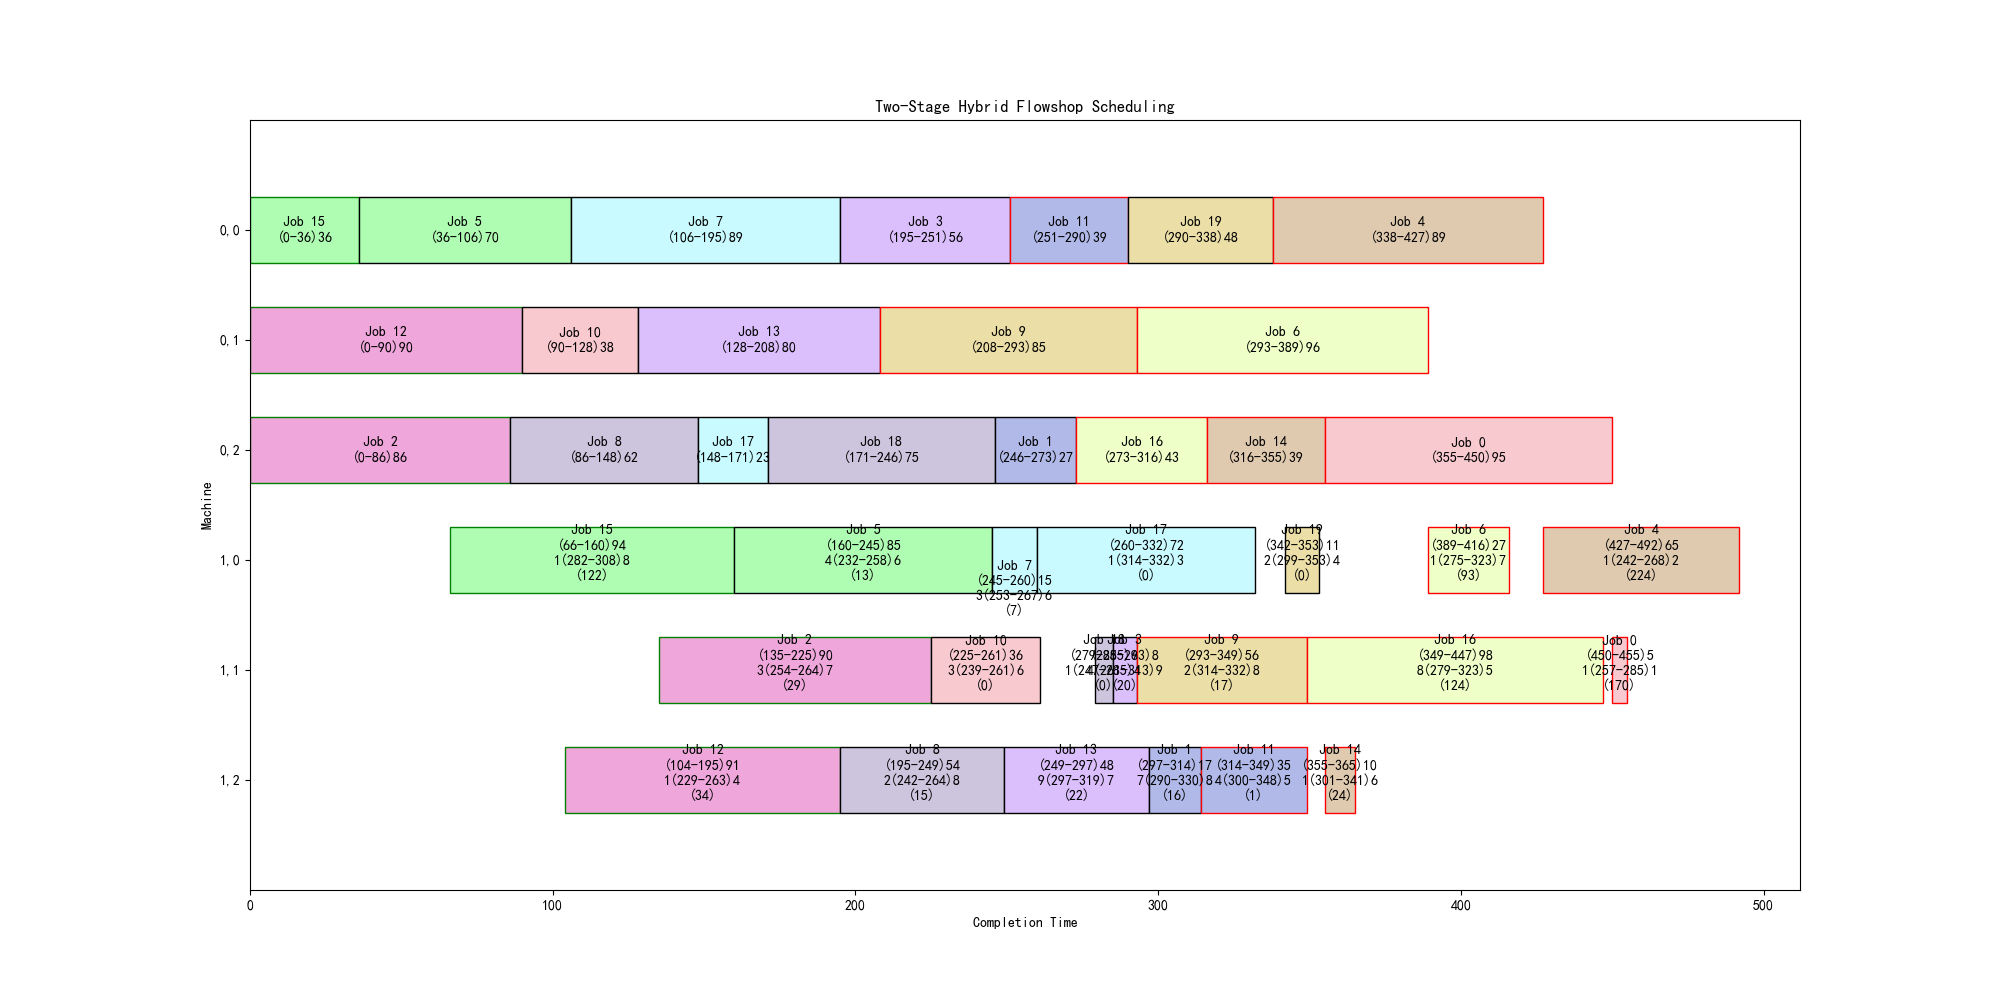 Two-Stage Hybrid Flowshop Scheduling
0,0
Job 15
(0-36)36
Job 5
(36-106)70
Job 7
(106-195)89
Job 3
(195-251)56
Job 11
(251-290)39
Job 19
(290-338)48
Job 4
(338-427)89
0,1
Job 12
(0-90)90
Job 10
(90-128)38
Job 13
(128-208)80
Job 9
(208-293)85
Job 6
(293-389)96
0,2
Job 2
(0-86)86
Job 8
(86-148)62
Job 17
(148-171)23
Job 18
(171-246)75
Job 1
(246-273)27
Job 16
(273-316)43
Job 14
(316-355)39
Job 0
(355-450)95
Machine
1,0
Job 15
(66-160)94
1(282-308)8
(122)
Job 5
(160-245)85
4(232-258)6
(13)
Job 7
(245-260)15
3(253-267)6
(7)
Job 17
(260-332)72
1(314-332)3
(0)
Job 19
(342-353)11
2(299-353)4
(0)
Job 6
(389-416)27
1(275-323)7
(93)
Job 4
(427-492)65
1(242-268)2
(224)
1,1
Job 2
(135-225)90
3(254-264)7
(29)
Job 10
(225-261)36
3(239-261)6
(0)
Job
(0)
3
(20)
Job 9
(293-349)56
2(314-332)8
(17)
Job 16
(349-447)98
8(279-323)5
(124)
Job 0
(450-455)5
1(257-285)1
(170)
1,2
Job 12
(104-195)91
1(229-263)4
(34)
Job 8
(195-249)54
2(242-264)8
(15)
Job 13
(249-297)48
9(297-319)7
(22)
Job 1
(297-314)17
7(290-330)8
(16)
Job 11
(314-349)35
4(300-348)5
(1)
Job 14
(355-365)10
1(301-341)6
(24)
0
100
200
300
400
500
Completion Time